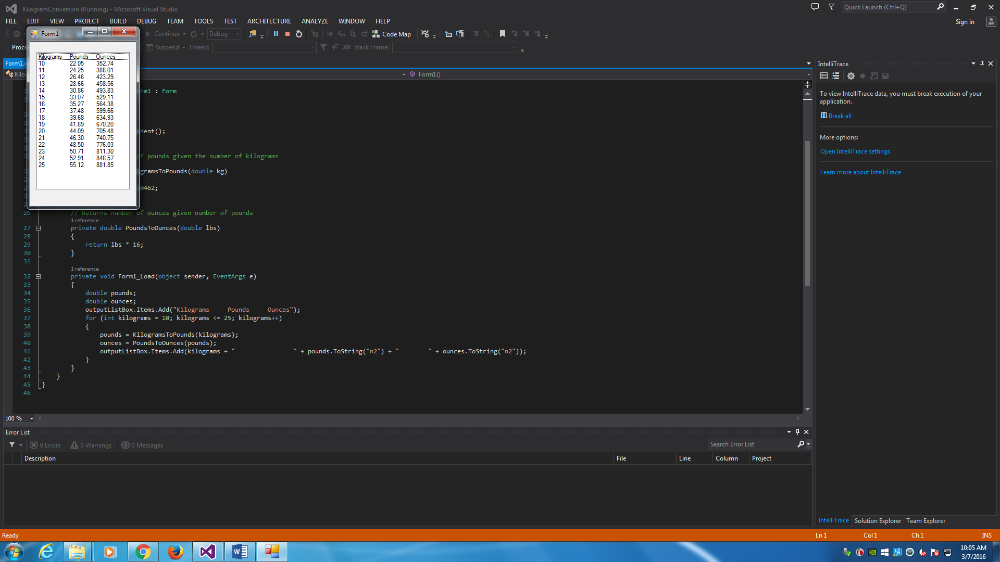 KilogramConversion (Running) - Microsoft Visual Studio
Quick Launch (Ctrl+Q)
FILE EDIT VIEW PROJECT BUILD DEBUG TEAM TOOLS TEST ARCHITECTURE ANALYZE WINDOW HELP
Sign in
Continue Debug Code Map
Suspend Thread: Stack Frame:
Form1
Kilograms Pounds Ounces
10 22.05 352.74
11 24.25 388.01
12 26.46 423.29
13 28.66 458.56
14 30.86 493.83
15 33.07 529.11
16 35.27 564.38
17 37.48 599.66
18 39.68 634.93
19 41.89 670.20
20 44.09 705.48
21 46.30 740.75
22 48.50 776.03
23 50.71 811.30
24 52.91 846.57
25 55.12 881.85
Form1()
: Form
nent();
pounds given the number of kilograms
gramsToPounds(double kg)
0462;
26 // Returns number of ounces given number of pounds
1 reference
27 private double PoundsToOunces(double lbs)
28 {
29 return lbs * 16;
30 }
31
1 reference
32 private void Form1_Load(object sender, EventArgs e)
33 {
34 double pounds;
35 double ounces;
36 outputListBox.Items.Add("Kilograms     Pounds     Ounces");
37 for (int kilograms = 10; kilograms <= 25; kilograms++)
38 {
39 pounds = KilogramsToPounds(kilograms);
40 ounces = PoundsToOunces(pounds);
41 outputListBox.Items.Add(kilograms + "                " + pounds.ToString("n2") + "        " + ounces.ToString("n2"));
42 }
43 }
44 }
45 }
46
100 %
Error List
0 Errors 0 Warnings 0 Messages
Search Error List
Description File Line Column Project
IntelliTrace
To view IntelliTrace data, you must break execution of your
application.
Break all
More options:
Open IntelliTrace settings
Learn more about IntelliTrace
IntelliTrace Solution Explorer Team Explorer
Ready Ln 1 Col 1 Ch 1 INS
10:05 AM
3/7/2016